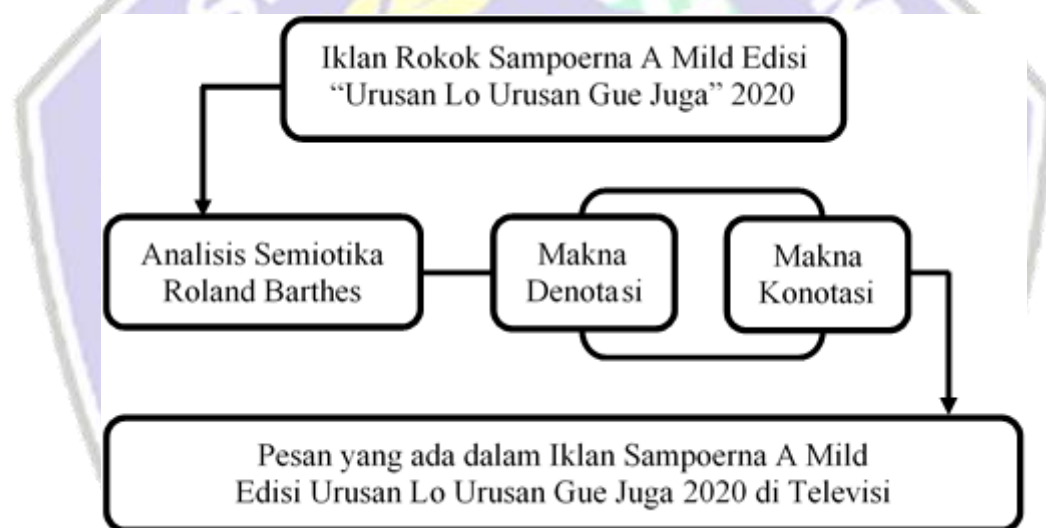 Iklan Rokok Sampoerna A Mild Edisi
“Urusan Lo Urusan Gue Juga” 2020
Analisis Semiotika
Roland Barthes
Makna
Denotasi
Makna
Konotasi
Pesan yang ada dalam Iklan Sampoerna A Mild
Edisi Urusan Lo Urusan Gue Juga 2020 di Televisi